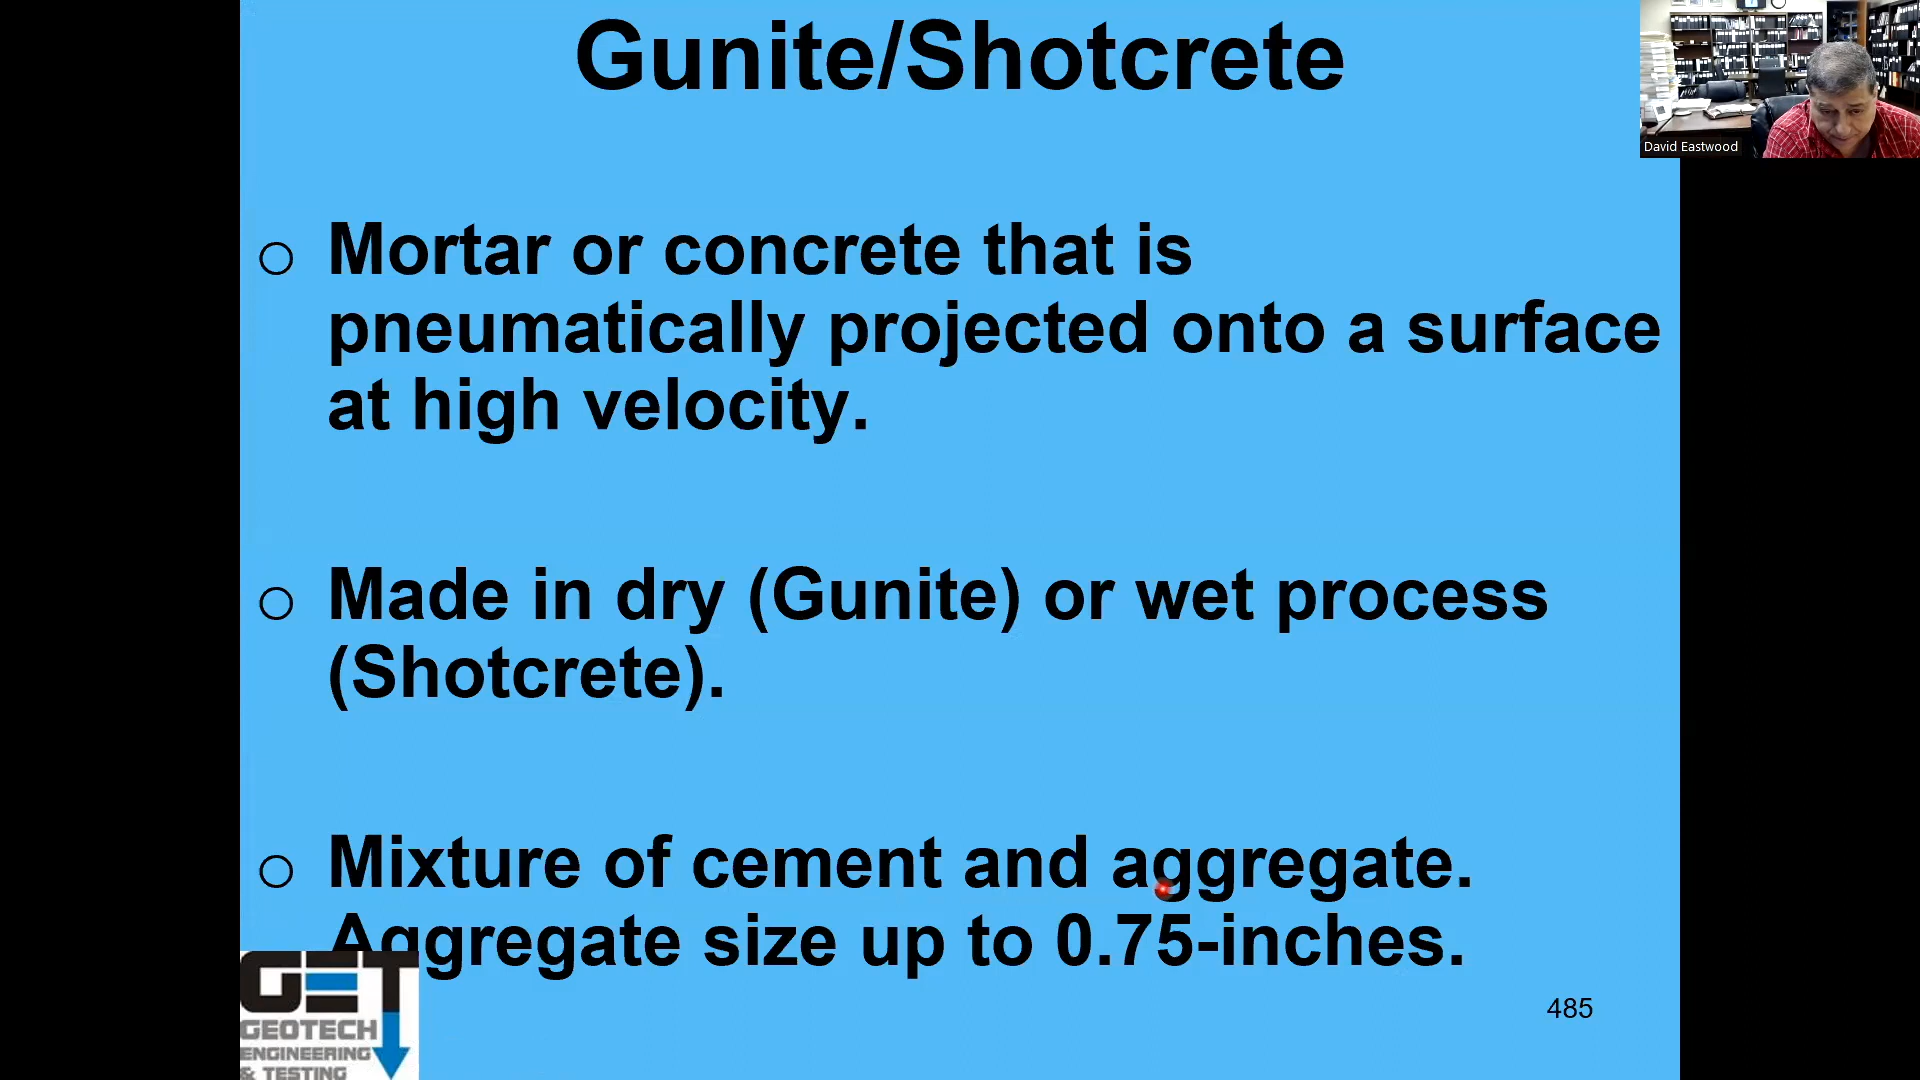 Gunite/Shotcrete
David Eastwood
○ Mortar or concrete that is
pneumatically projected onto a surface
at high velocity.
○ Made in dry (Gunite) or wet process
(Shotcrete).
○ Mixture of cement and aggregate.
Aggregate size up to 0.75-inches.
GET
GEOTECH
ENGINEERING
& TESTING
485